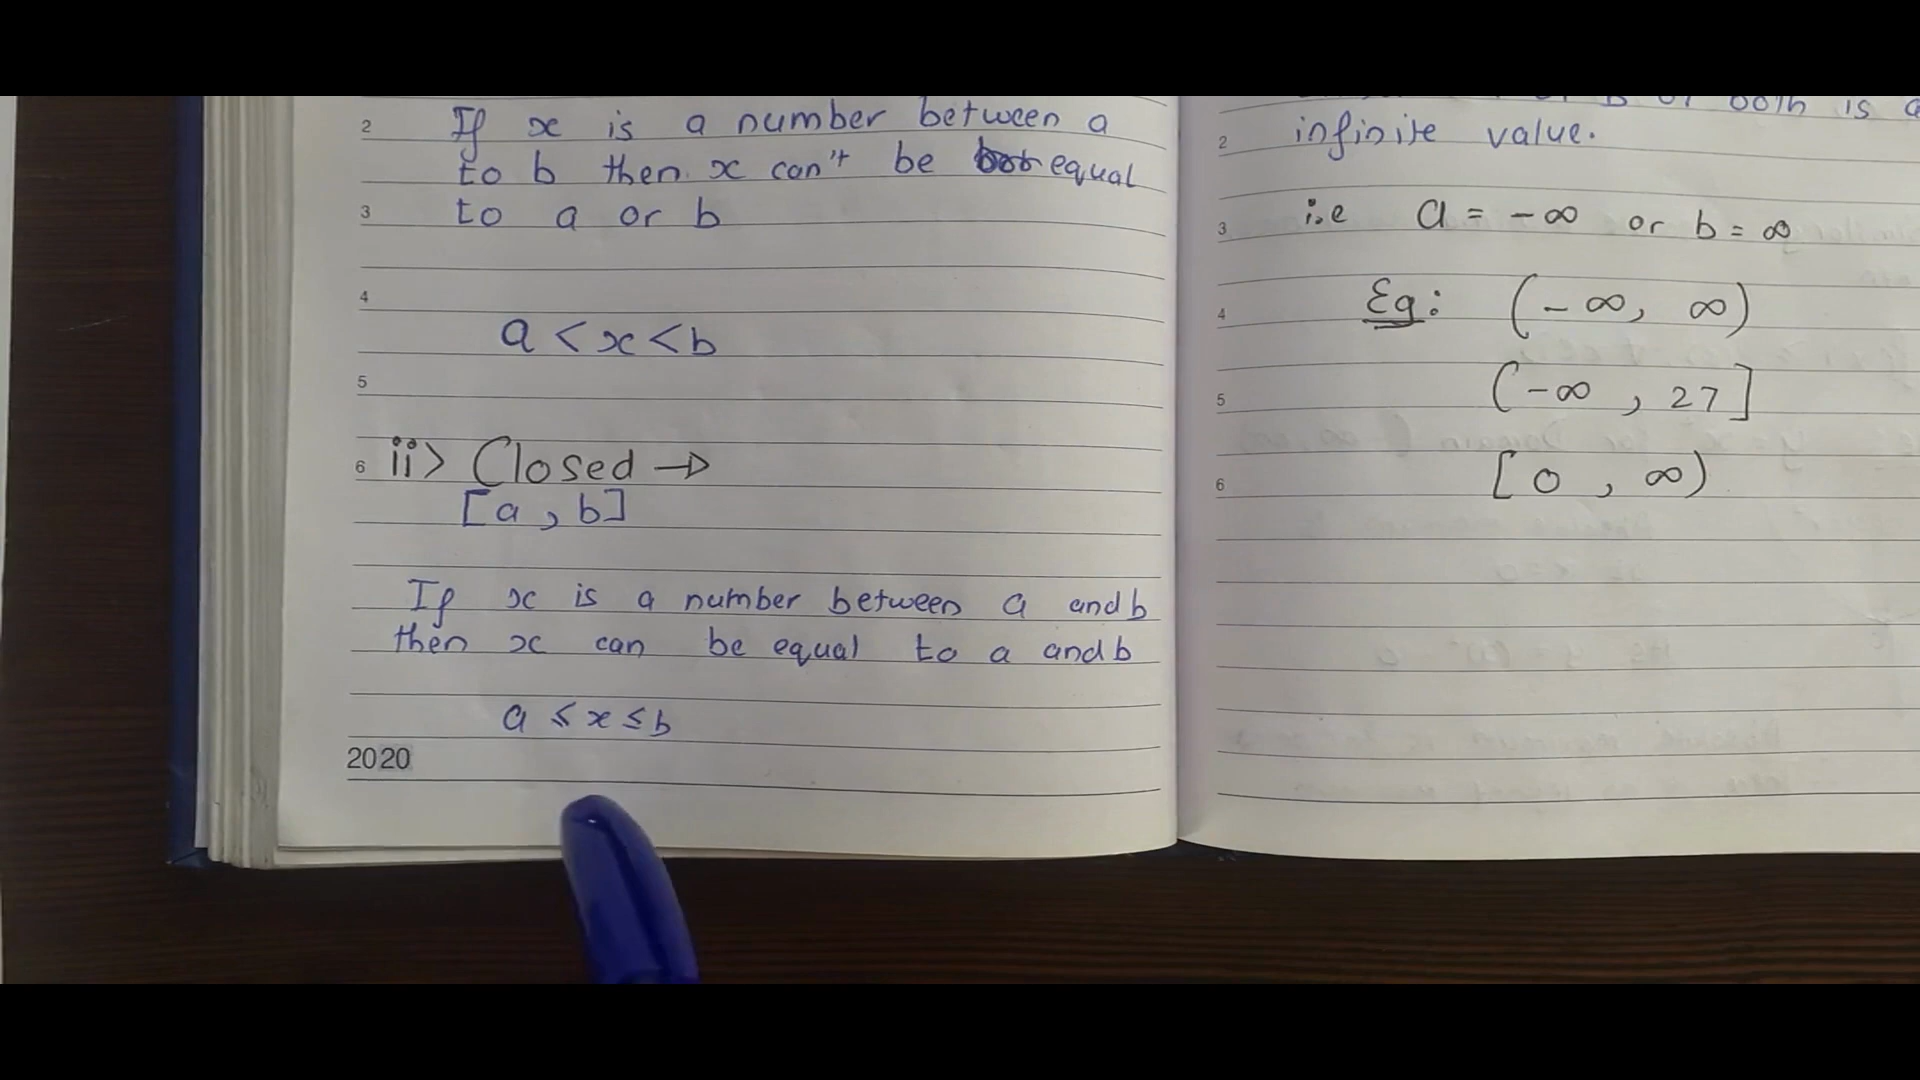 2
If x is a number between a
to b then x can't be equal
3
to a or b
4
a < x < b
5
6
ii> Closed →
[a, b]
If x is a number between a and b
then x can be equal to a and b
a ≤ x ≤ b
2020
both is a
2
infinite value.
3
i.e a = -∞ or b = ∞
4
Eg: (-∞, ∞)
5
(-∞, 27]
6
[0, ∞)